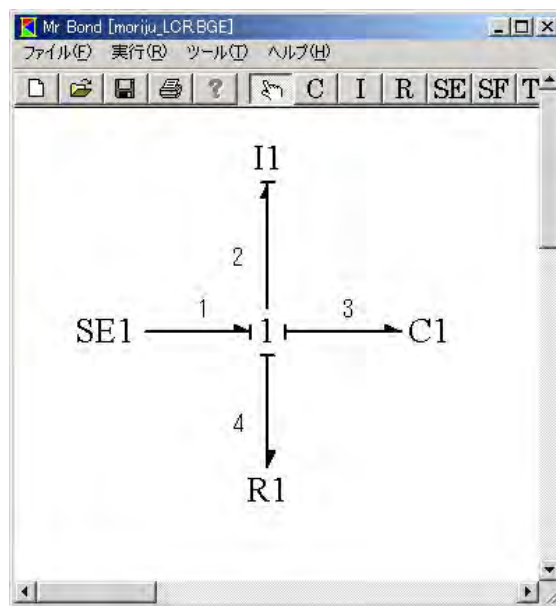 Mr Bond [moriju_LCR.BGE]
ファイル(F) 実行(R) ツール(T) ヘルプ(H)
? C I R SE SF T
I1
2
1 3
SE1 1 C1
4
R1